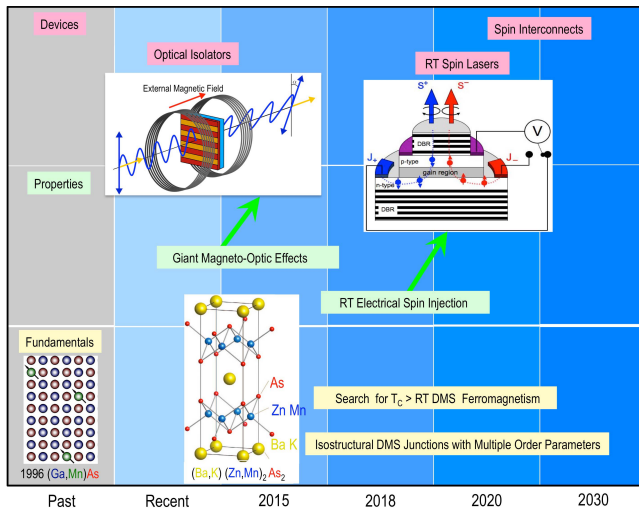 Devices
Spin Interconnects
Optical Isolators
RT Spin Lasers
External Magnetic Field
S+ S−
V
DBR
J+ J−
p-type
gain region
n-type
DBR
Properties
Giant Magneto-Optic Effects
RT Electrical Spin Injection
Fundamentals
As
Search for TC > RT DMS Ferromagnetism
Zn Mn
Ba K
Isostructural DMS Junctions with Multiple Order Parameters
1996 (Ga,Mn)As
(Ba,K) (Zn,Mn)2As2
Past Recent 2015 2018 2020 2030